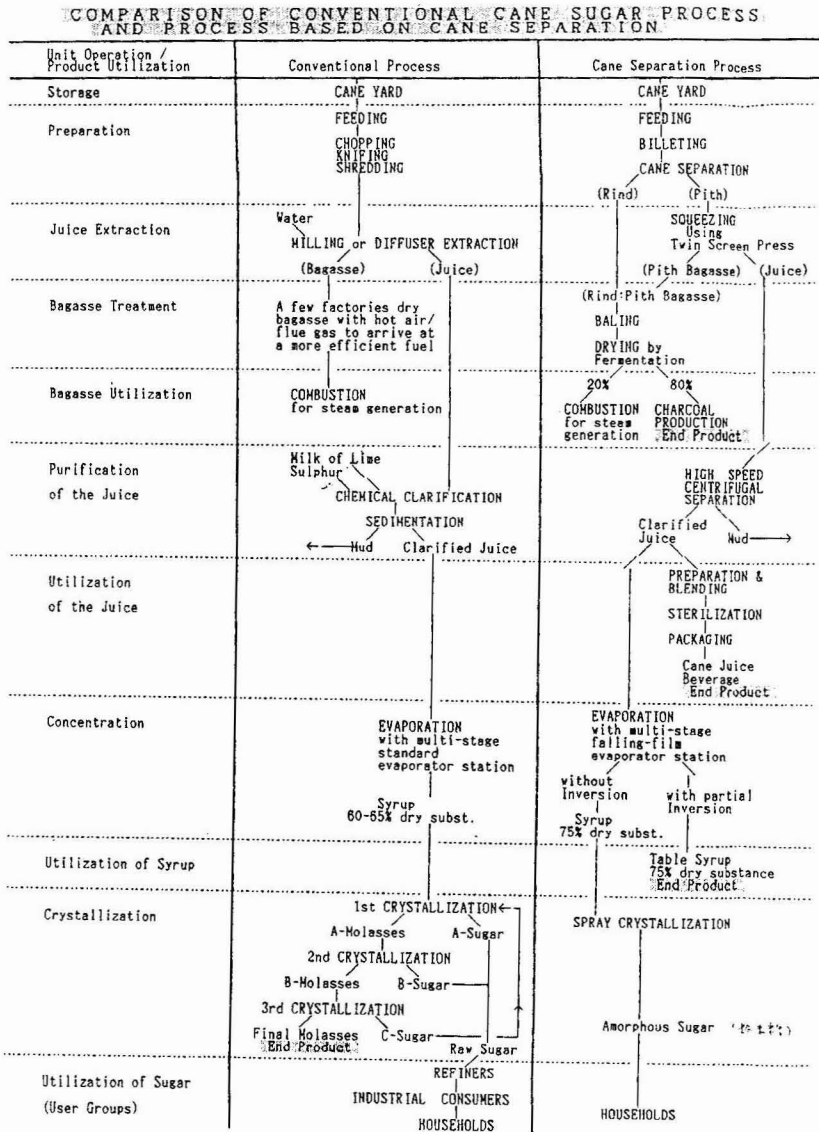 COMPARISON OF CONVENTIONAL CANE SUGAR PROCESS
AND PROCESS BASED ON CANE SEPARATION
Unit Operation /
Product Utilization
Conventional Process
Cane Separation Process
Storage
CANE YARD
CANE YARD
Preparation
FEEDING
CHOPPING
KNIFING
SHREDDING
FEEDING
BILLETING
CANE SEPARATION
(Rind) (Pith)
Juice Extraction
Water
MILLING or DIFFUSER EXTRACTION
(Bagasse) (Juice)
SQUEEZING
Using
Twin Screen Press
(Pith Bagasse) (Juice)
Bagasse Treatment
A few factories dry
bagasse with hot air/
flue gas to arrive at
a more efficient fuel
(Rind:Pith Bagasse)
BALING
DRYING by
Fermentation
Bagasse Utilization
COMBUSTION
for steam generation
20% 80%
COMBUSTION
for steam
generation
CHARCOAL
PRODUCTION
End Product
Purification
of the Juice
Milk of Lime
Sulphur
CHEMICAL CLARIFICATION
SEDIMENTATION
Mud Clarified Juice
HIGH SPEED
CENTRIFUGAL
SEPARATION
Clarified
Juice
Mud
Utilization
of the Juice
PREPARATION &
BLENDING
STERILIZATION
PACKAGING
Cane Juice
Beverage
End Product
Concentration
EVAPORATION
with multi-stage
standard
evaporator station
Syrup
60-65% dry subst.
EVAPORATION
with multi-stage
falling-film
evaporator station
without
Inversion
with partial
Inversion
Syrup
75% dry subst.
Utilization of Syrup
Table Syrup
75% dry substance
End Product
Crystallization
1st CRYSTALLIZATION
A-Molasses A-Sugar
2nd CRYSTALLIZATION
B-Molasses B-Sugar
3rd CRYSTALLIZATION
Final Molasses
End Product
C-Sugar
Raw Sugar
SPRAY CRYSTALLIZATION
Amorphous Sugar
Utilization of Sugar
(User Groups)
REFINERS
INDUSTRIAL CONSUMERS
HOUSEHOLDS
HOUSEHOLDS